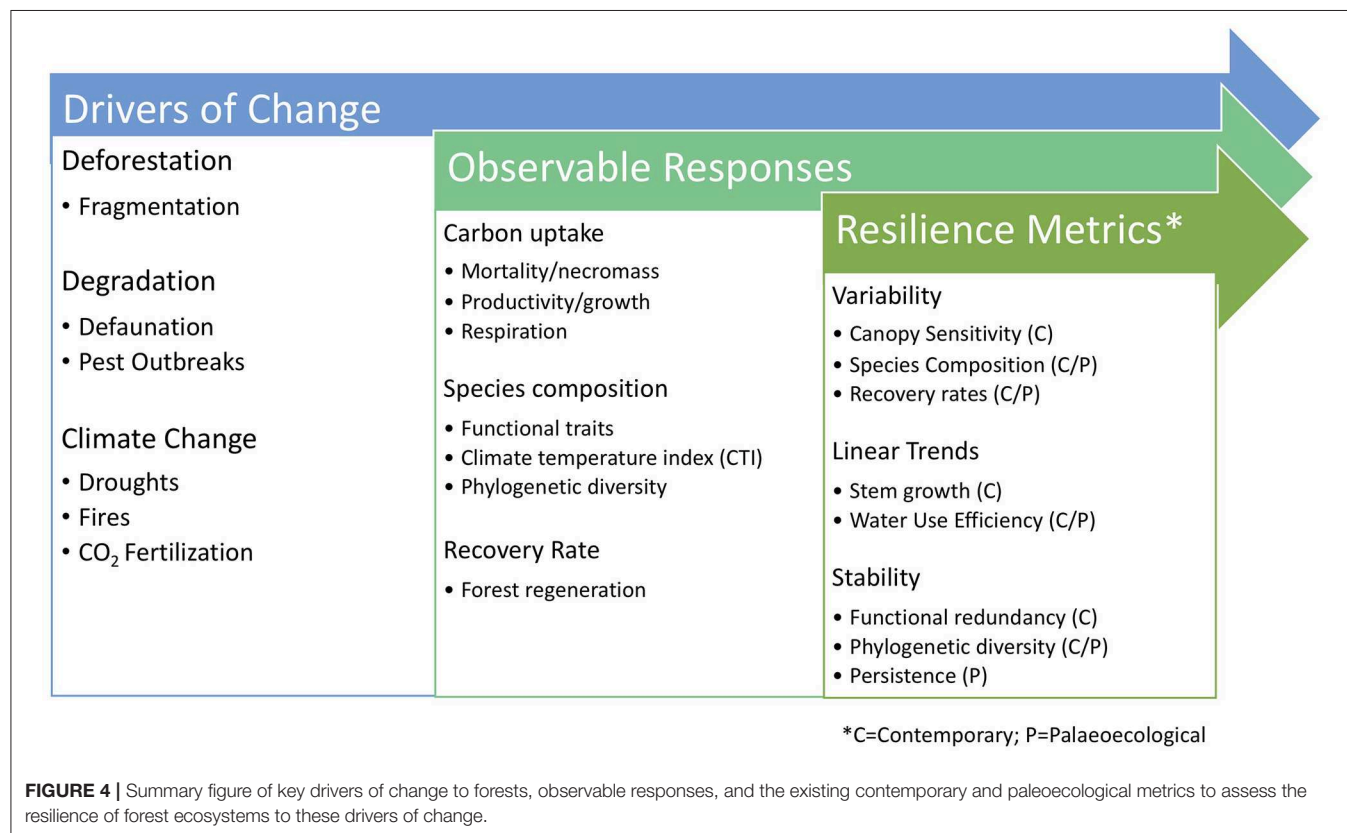 Drivers of Change
Deforestation
• Fragmentation
Degradation
• Defaunation
• Pest Outbreaks
Climate Change
• Droughts
• Fires
• CO₂ Fertilization
Observable Responses
Carbon uptake
• Mortality/necromass
• Productivity/growth
• Respiration
Species composition
• Functional traits
• Climate temperature index (CTI)
• Phylogenetic diversity
Recovery Rate
• Forest regeneration
Resilience Metrics*
Variability
• Canopy Sensitivity (C)
• Species Composition (C/P)
• Recovery rates (C/P)
Linear Trends
• Stem growth (C)
• Water Use Efficiency (C/P)
Stability
• Functional redundancy (C)
• Phylogenetic diversity (C/P)
• Persistence (P)
*C=Contemporary; P=Palaeoecological
FIGURE 4 | Summary figure of key drivers of change to forests, observable responses, and the existing contemporary and paleoecological metrics to assess the
resilience of forest ecosystems to these drivers of change.